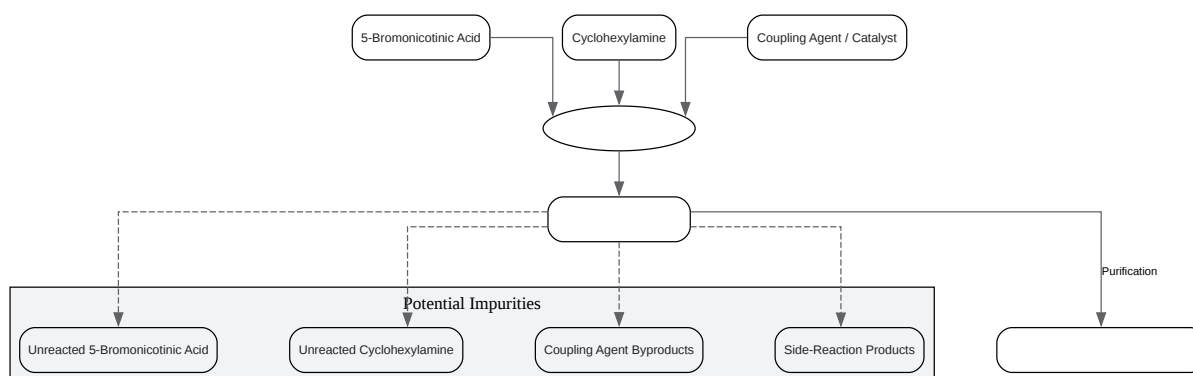 5-Bromonicotinic Acid
Cyclohexylamine
Coupling Agent / Catalyst
Purification
Potential Impurities
Unreacted 5-Bromonicotinic Acid
Unreacted Cyclohexylamine
Coupling Agent Byproducts
Side-Reaction Products